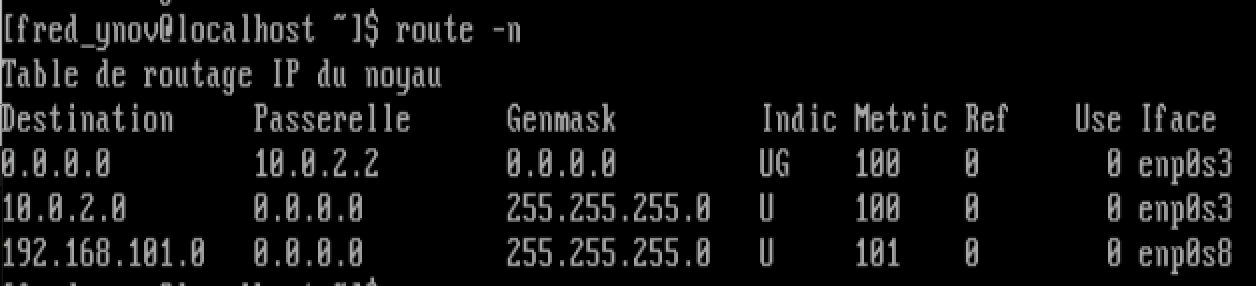 [fred_ynov@localhost ~]$ route -n
Table de routage IP du noyau
Destination Passerelle Genmask Indic Metric Ref Use Iface
0.0.0.0 10.0.2.2 0.0.0.0 UG 100 0 0 enp0s3
10.0.2.0 0.0.0.0 255.255.255.0 U 100 0 0 enp0s3
192.168.101.0 0.0.0.0 255.255.255.0 U 101 0 0 enp0s8